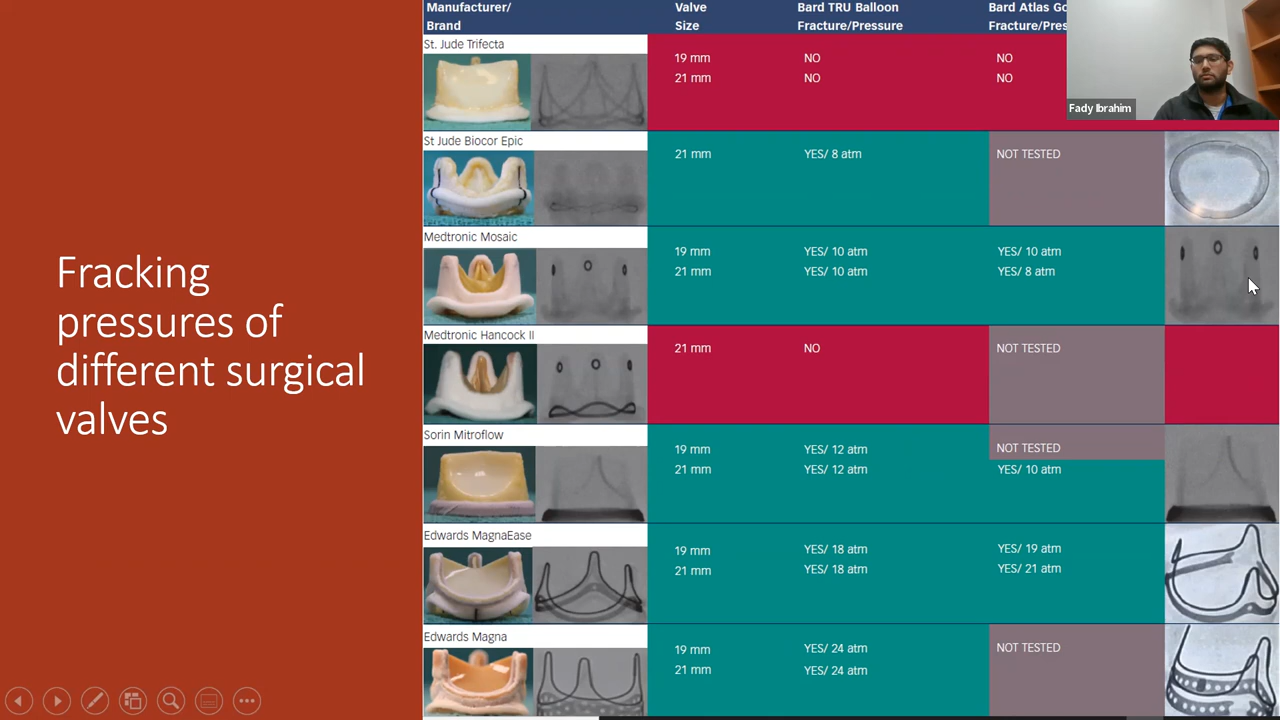 Fracking
pressures of
different surgical
valves
Manufacturer/ Valve Bard TRU Balloon Bard Atlas
Brand Size Fracture/Pressure
Fady Ibrahim
St. Jude Trifecta
19 mm NO NO
21 mm NO NO
St Jude Biocor Epic
21 mm YES/ 8 atm NOT TESTED
Medtronic Mosaic
19 mm YES/ 10 atm YES/ 10 atm
21 mm YES/ 10 atm YES/ 8 atm
Medtronic Hancock II
21 mm NO NOT TESTED
Sorin Mitroflow
19 mm YES/ 12 atm NOT TESTED
21 mm YES/ 12 atm YES/ 10 atm
Edwards MagnaEase
19 mm YES/ 18 atm YES/ 19 atm
21 mm YES/ 18 atm YES/ 21 atm
Edwards Magna
19 mm YES/ 24 atm NOT TESTED
21 mm YES/ 24 atm